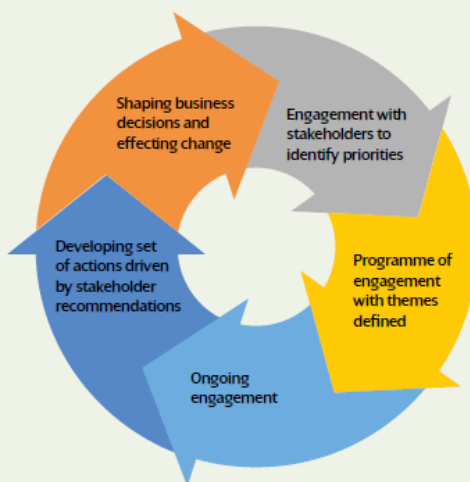 Shaping business
decisions and
effecting change
Engagement with
stakeholders to
identify priorities
Programme of
engagement
with themes
defined
Ongoing
engagement
Developing set
of actions driven
by stakeholder
recommendations